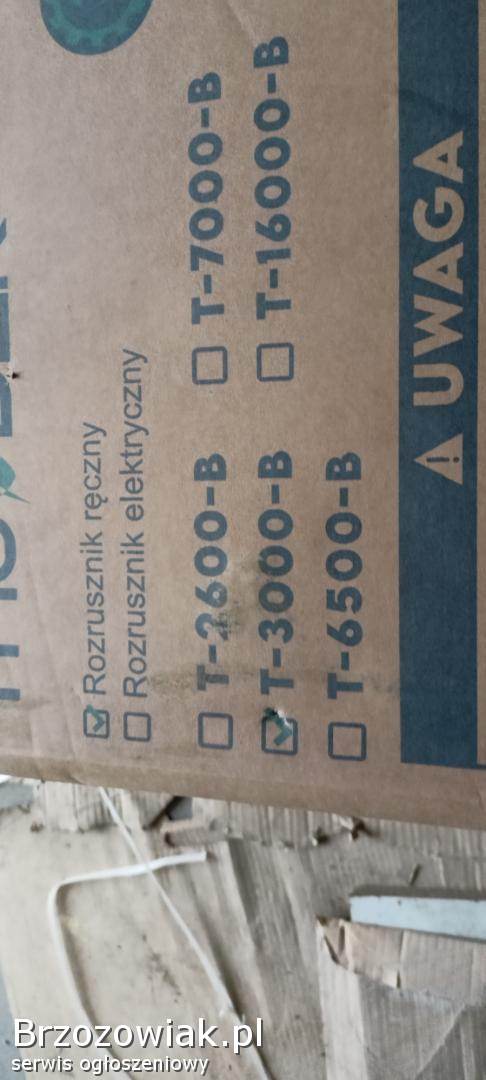 ☑ Rozrusznik ręczny
☐ Rozrusznik elektryczny
☐ T-2600-B ☐ T-7000-B
☑ T-3000-B ☐ T-16000-B
☐ T-6500-B
⚠ UWAGA
Brzozowiak.pl
serwis ogłoszeniowy